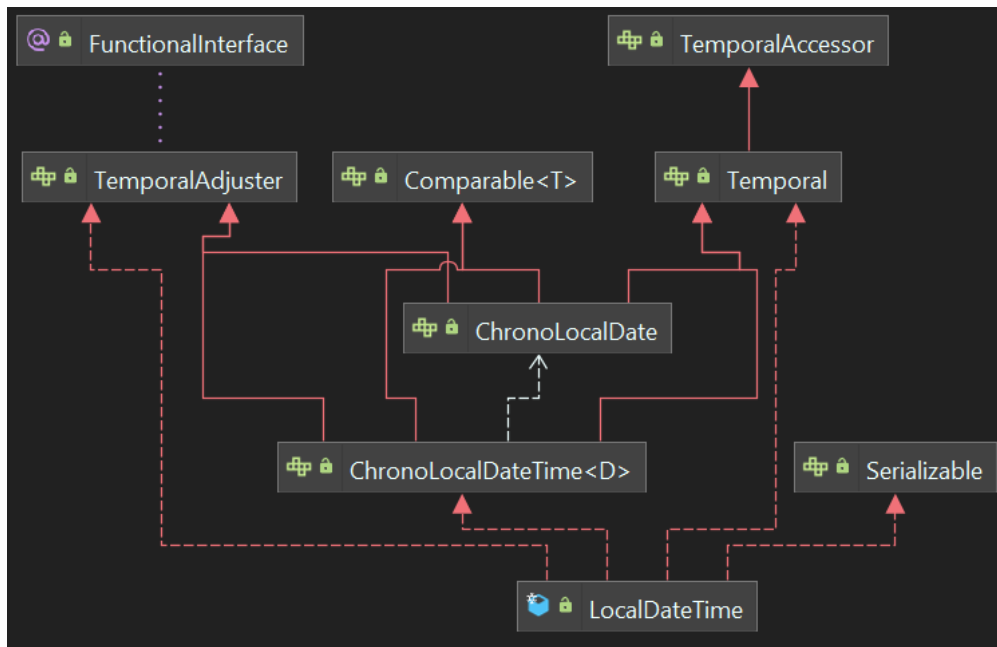 FunctionalInterface
TemporalAccessor
TemporalAdjuster
Comparable<T>
Temporal
ChronoLocalDate
ChronoLocalDateTime<D>
Serializable
LocalDateTime